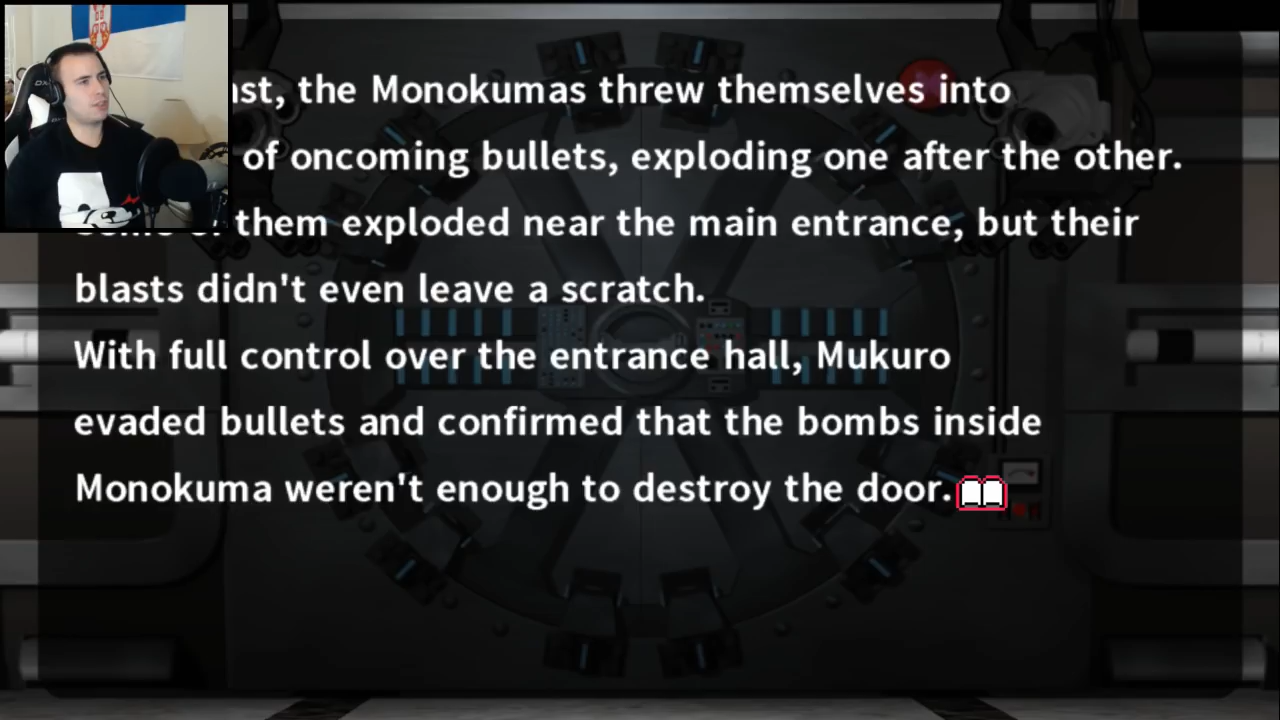 the Monokumas threw themselves into
of oncoming bullets, exploding one after the other.
them exploded near the main entrance, but their
blasts didn't even leave a scratch.
With full control over the entrance hall, Mukuro
evaded bullets and confirmed that the bombs inside
Monokuma weren't enough to destroy the door.